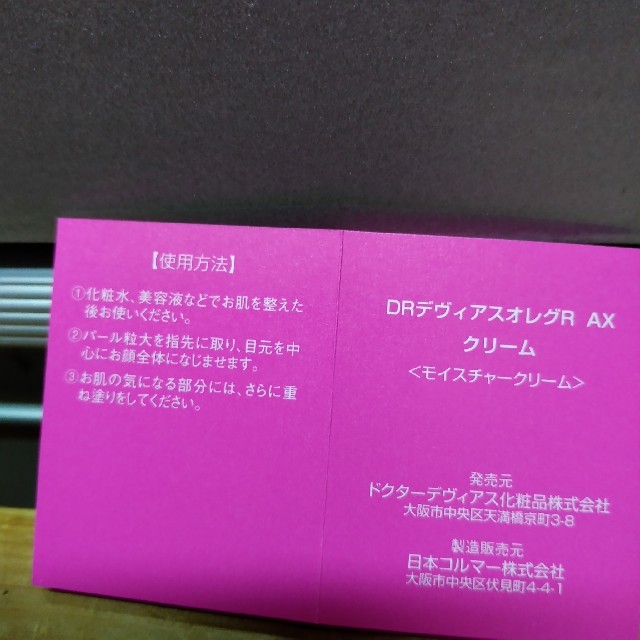 【使用方法】
①化粧水、美容液などでお肌を整えた
後お使いください。
②パール粒大を指先に取り、目元を中
心にお顔全体になじませます。
③お肌の気になる部分には、さらに重
ね塗りをしてください。
DRデヴィアスオレグR AX
クリーム
＜モイスチャークリーム＞
発売元
ドクターデヴィアス化粧品株式会社
大阪市中央区天満橋京町3-8
製造販売元
日本コルマー株式会社
大阪市中央区伏見町4-4-1